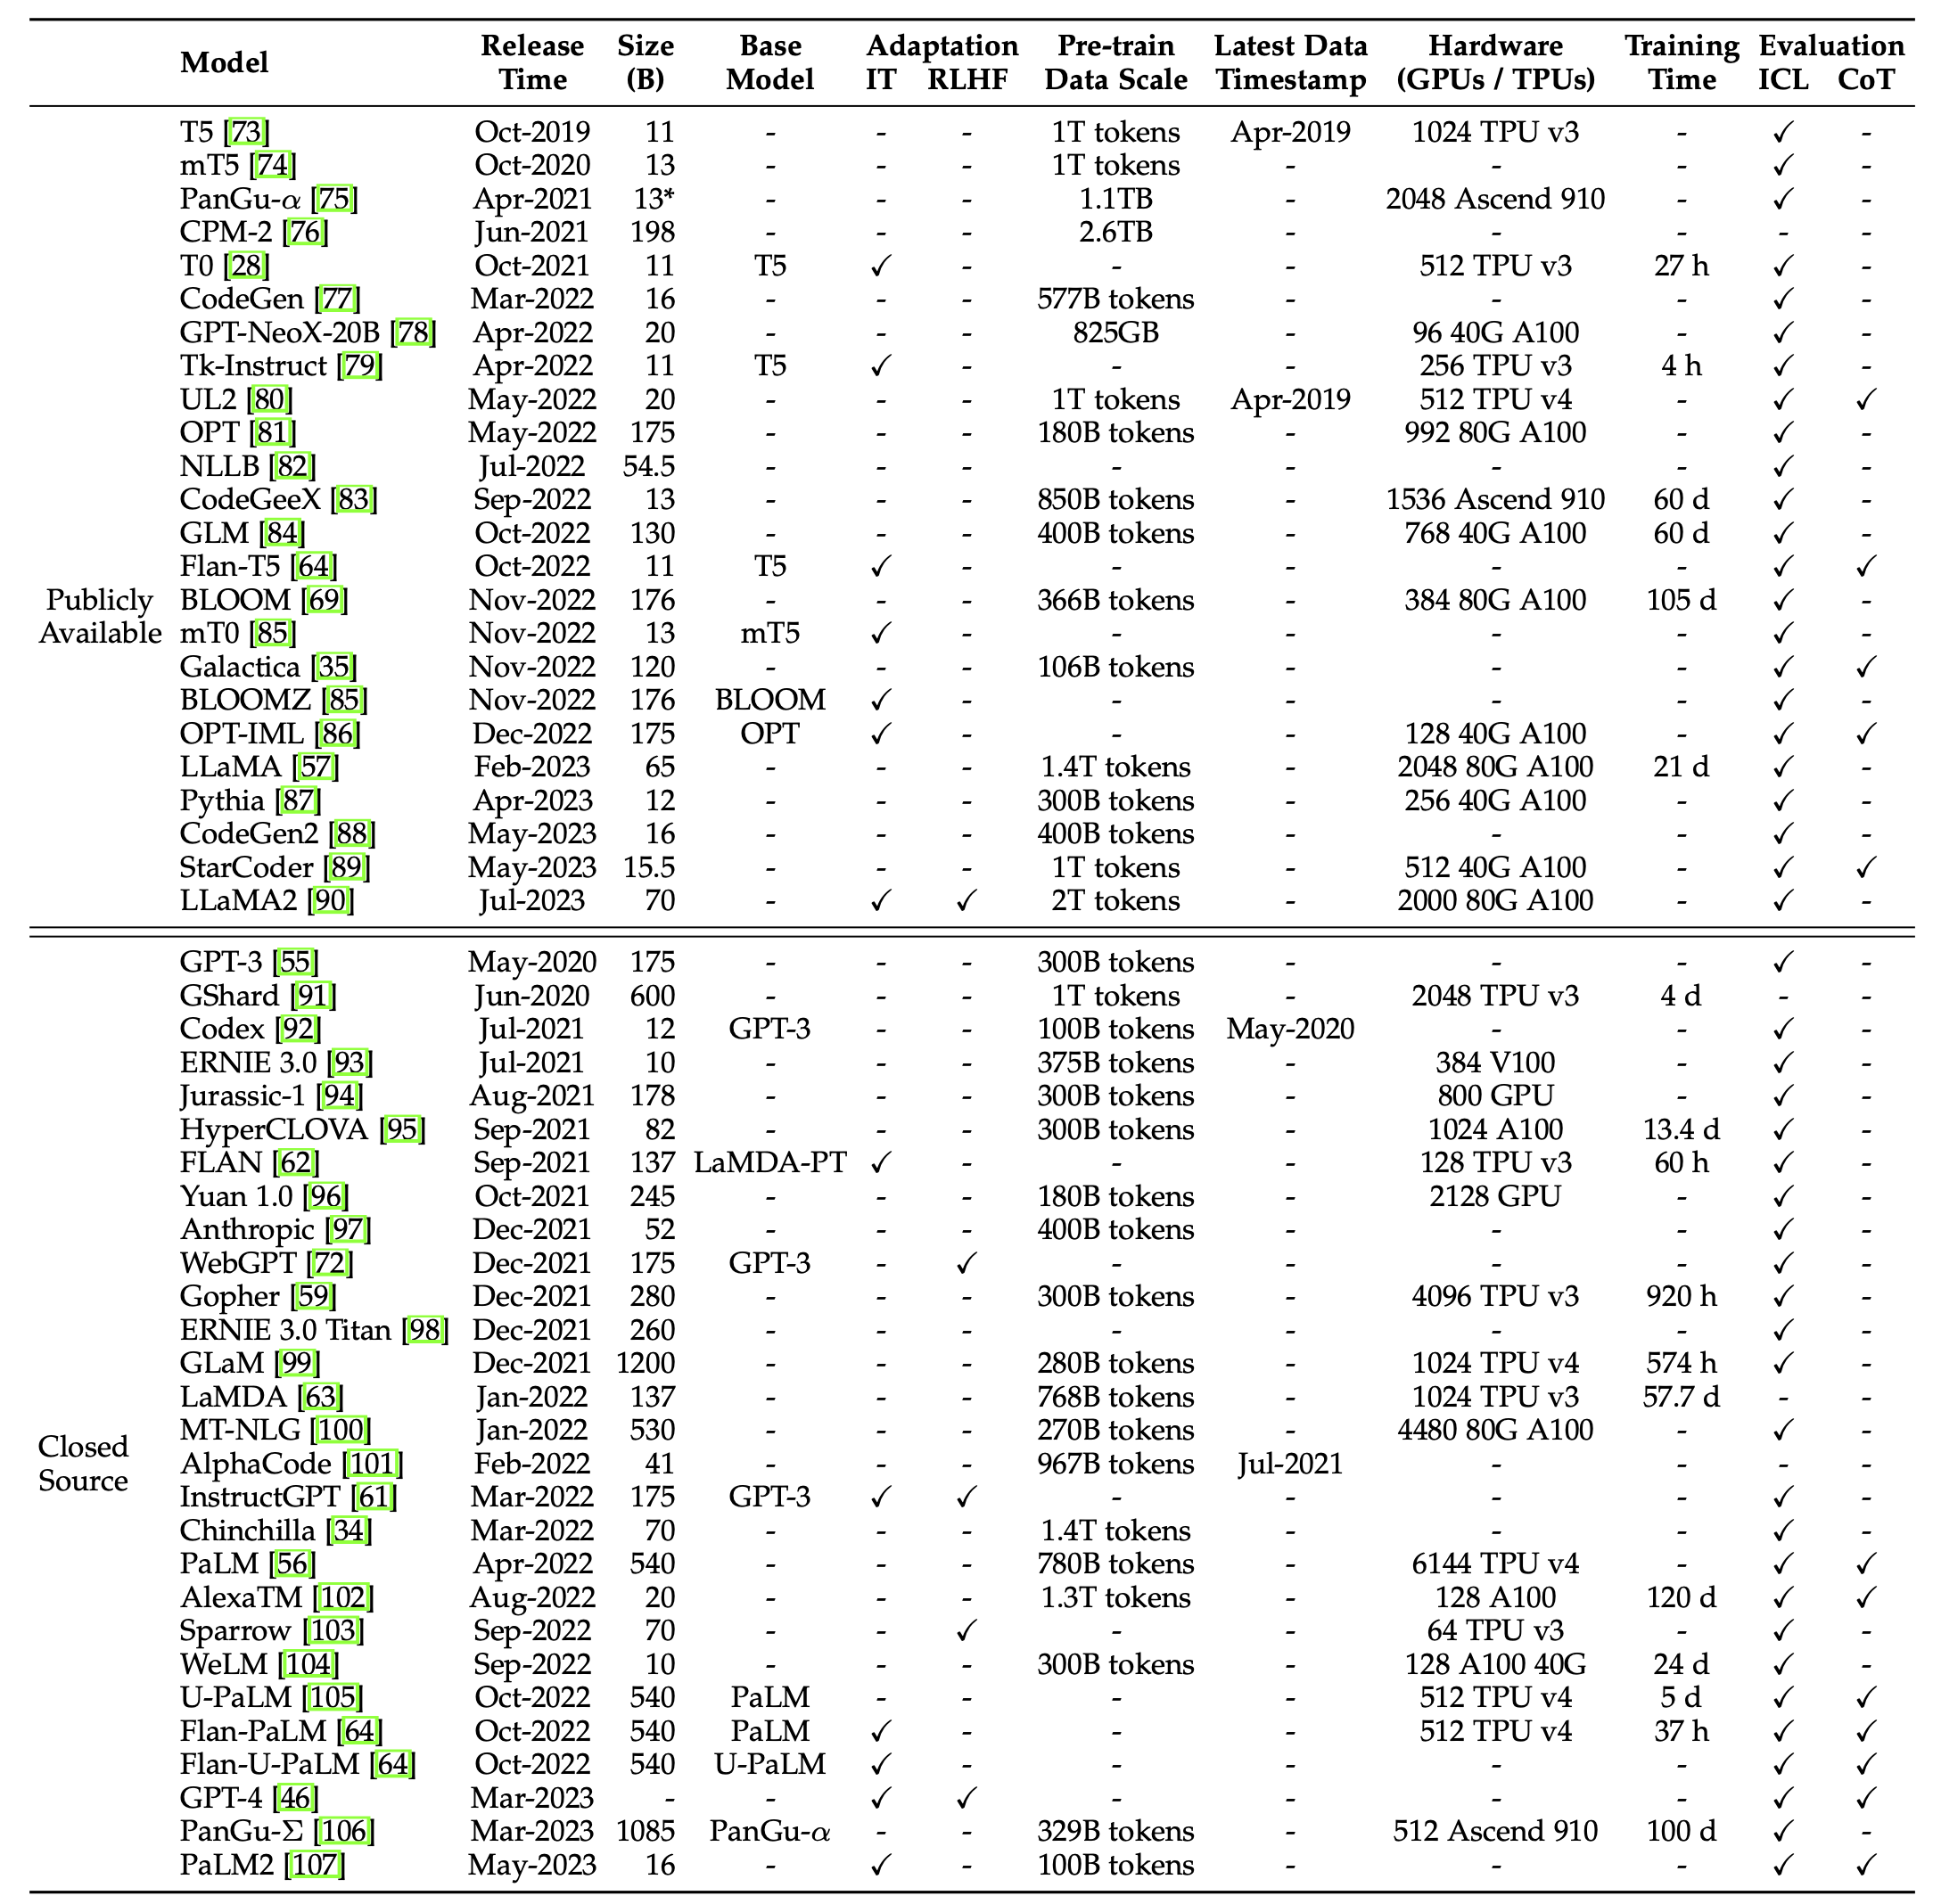 Model Release Time Size (B) Base Model Adaptation IT RLHF Pre-train Data Scale Latest Data Timestamp Hardware (GPUs / TPUs) Training Time Evaluation ICL CoT
Publicly Available
T5 [73] Oct-2019 11 - - - 1T tokens Apr-2019 1024 TPU v3 - ✓ -
mT5 [74] Oct-2020 13 - - - 1T tokens - - - ✓ -
PanGu-α [75] Apr-2021 13* - - - 1.1TB - 2048 Ascend 910 - ✓ -
CPM-2 [76] Jun-2021 198 - - - 2.6TB - - - - -
T0 [28] Oct-2021 11 T5 ✓ - - - 512 TPU v3 27 h ✓ -
CodeGen [77] Mar-2022 16 - - - 577B tokens - - - ✓ -
GPT-NeoX-20B [78] Apr-2022 20 - - - 825GB - 96 40G A100 - ✓ -
Tk-Instruct [79] Apr-2022 11 T5 ✓ - - - 256 TPU v3 4 h ✓ -
UL2 [80] May-2022 20 - - - 1T tokens Apr-2019 512 TPU v4 - ✓ ✓
OPT [81] May-2022 175 - - - 180B tokens - 992 80G A100 - ✓ -
NLLB [82] Jul-2022 54.5 - - - - - - - ✓ -
CodeGeeX [83] Sep-2022 13 - - - 850B tokens - 1536 Ascend 910 60 d ✓ -
GLM [84] Oct-2022 130 - - - 400B tokens - 768 40G A100 60 d ✓ -
Flan-T5 [64] Oct-2022 11 T5 ✓ - - - - - ✓ ✓
BLOOM [69] Nov-2022 176 - - - 366B tokens - 384 80G A100 105 d ✓ -
mT0 [85] Nov-2022 13 mT5 ✓ - - - - - ✓ -
Galactica [35] Nov-2022 120 - - - 106B tokens - - - ✓ ✓
BLOOMZ [85] Nov-2022 176 BLOOM ✓ - - - - - ✓ -
OPT-IML [86] Dec-2022 175 OPT ✓ - - - 128 40G A100 - ✓ ✓
LLaMA [57] Feb-2023 65 - - - 1.4T tokens - 2048 80G A100 21 d ✓ -
Pythia [87] Apr-2023 12 - - - 300B tokens - 256 40G A100 - ✓ -
CodeGen2 [88] May-2023 16 - - - 400B tokens - - - ✓ -
StarCoder [89] May-2023 15.5 - - - 1T tokens - 512 40G A100 - ✓ ✓
LLaMA2 [90] Jul-2023 70 - ✓ ✓ 2T tokens - 2000 80G A100 - ✓ -
Closed Source
GPT-3 [55] May-2020 175 - - - 300B tokens - - - ✓ -
GShard [91] Jun-2020 600 - - - 1T tokens - 2048 TPU v3 4 d - -
Codex [92] Jul-2021 12 GPT-3 - - 100B tokens May-2020 - - ✓ -
ERNIE 3.0 [93] Jul-2021 10 - - - 375B tokens - 384 V100 - ✓ -
Jurassic-1 [94] Aug-2021 178 - - - 300B tokens - 800 GPU - ✓ -
HyperCLOVA [95] Sep-2021 82 - - - 300B tokens - 1024 A100 13.4 d ✓ -
FLAN [62] Sep-2021 137 LaMDA-PT ✓ - - - 128 TPU v3 60 h ✓ -
Yuan 1.0 [96] Oct-2021 245 - - - 180B tokens - 2128 GPU - ✓ -
Anthropic [97] Dec-2021 52 - - - 400B tokens - - - ✓ -
WebGPT [72] Dec-2021 175 GPT-3 - ✓ - - - - ✓ -
Gopher [59] Dec-2021 280 - - - 300B tokens - 4096 TPU v3 920 h ✓ -
ERNIE 3.0 Titan [98] Dec-2021 260 - - - - - - - ✓ -
GLaM [99] Dec-2021 1200 - - - 280B tokens - 1024 TPU v4 574 h ✓ -
LaMDA [63] Jan-2022 137 - - - 768B tokens - 1024 TPU v3 57.7 d - -
MT-NLG [100] Jan-2022 530 - - - 270B tokens - 4480 80G A100 - ✓ -
AlphaCode [101] Feb-2022 41 - - - 967B tokens Jul-2021 - - - -
InstructGPT [61] Mar-2022 175 GPT-3 ✓ ✓ - - - - ✓ -
Chinchilla [34] Mar-2022 70 - - - 1.4T tokens - - - ✓ -
PaLM [56] Apr-2022 540 - - - 780B tokens - 6144 TPU v4 - ✓ ✓
AlexaTM [102] Aug-2022 20 - - - 1.3T tokens - 128 A100 120 d ✓ ✓
Sparrow [103] Sep-2022 70 - - ✓ - - 64 TPU v3 - ✓ -
WeLM [104] Sep-2022 10 - - - 300B tokens - 128 A100 40G 24 d ✓ -
U-PaLM [105] Oct-2022 540 PaLM - - - - 512 TPU v4 5 d ✓ ✓
Flan-PaLM [64] Oct-2022 540 PaLM ✓ - - - 512 TPU v4 37 h ✓ ✓
Flan-U-PaLM [64] Oct-2022 540 U-PaLM ✓ - - - - - ✓ ✓
GPT-4 [46] Mar-2023 - - ✓ ✓ - - - - ✓ ✓
PanGu-Σ [106] Mar-2023 1085 PanGu-α - - 329B tokens - 512 Ascend 910 100 d ✓ -
PaLM2 [107] May-2023 16 - ✓ - 100B tokens - - - ✓ ✓